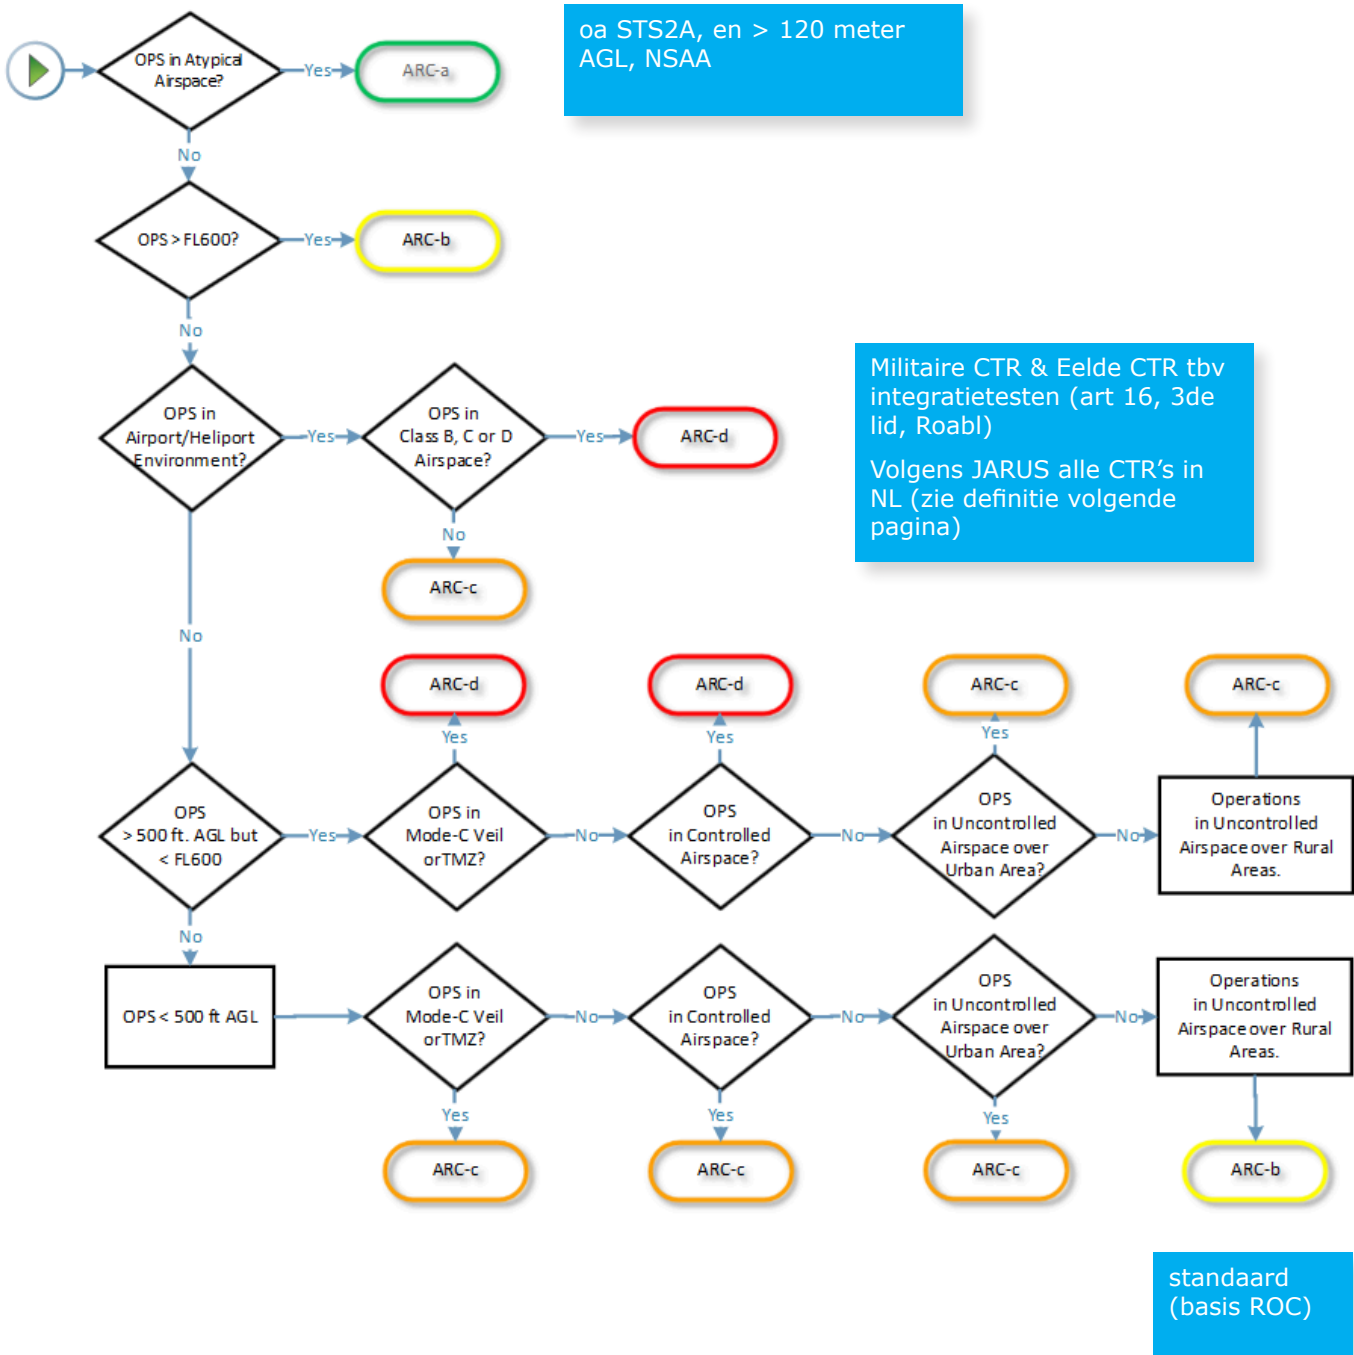 OPS in Atypical
Airspace?
Yes
ARC-a
oa STS2A, en > 120 meter
AGL, NSAA
No
OPS > FL600?
Yes
ARC-b
No
OPS in
Airport/Heliport
Environment?
Yes
OPS in
Class B, C or D
Airspace?
Yes
ARC-d
Militaire CTR & Eelde CTR tbv
integratietesten (art 16, 3de
lid, Roabl)
Volgens JARUS alle CTR's in
NL (zie definitie volgende
pagina)
No
ARC-c
No
ARC-d
ARC-d
ARC-c
ARC-c
Yes
Yes
Yes
OPS
> 500 ft. AGL but
< FL600
Yes
OPS in
Mode-C Veil
or TMZ?
No
OPS
in Controlled
Airspace?
No
OPS
in Uncontrolled
Airspace over
Urban Area?
No
Operations
in Uncontrolled
Airspace over Rural
Areas.
No
OPS < 500 ft AGL
OPS in
Mode-C Veil
or TMZ?
No
OPS
in Controlled
Airspace?
No
OPS
in Uncontrolled
Airspace over
Urban Area?
No
Operations
in Uncontrolled
Airspace over Rural
Areas.
Yes
Yes
Yes
ARC-c
ARC-c
ARC-c
ARC-b
standaard
(basis ROC)